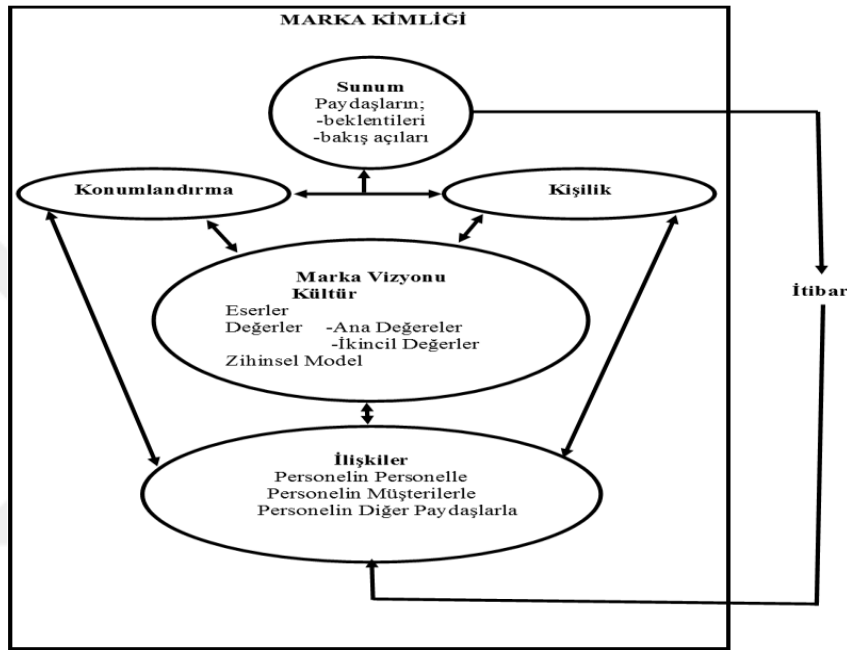 MARKA KİMLİĞİ
Sunum
Paydaşların;
-beklentileri
-bakış açıları
Konumlandırma
Kişilik
Marka Vizyonu
Kültür
Eserler
Değerler -Ana Değereler
-İkincil Değerler
Zihinsel Model
İtibar
İlişkiler
Personelin Personelle
Personelin Müşterilerle
Personelin Diğer Paydaşlarla